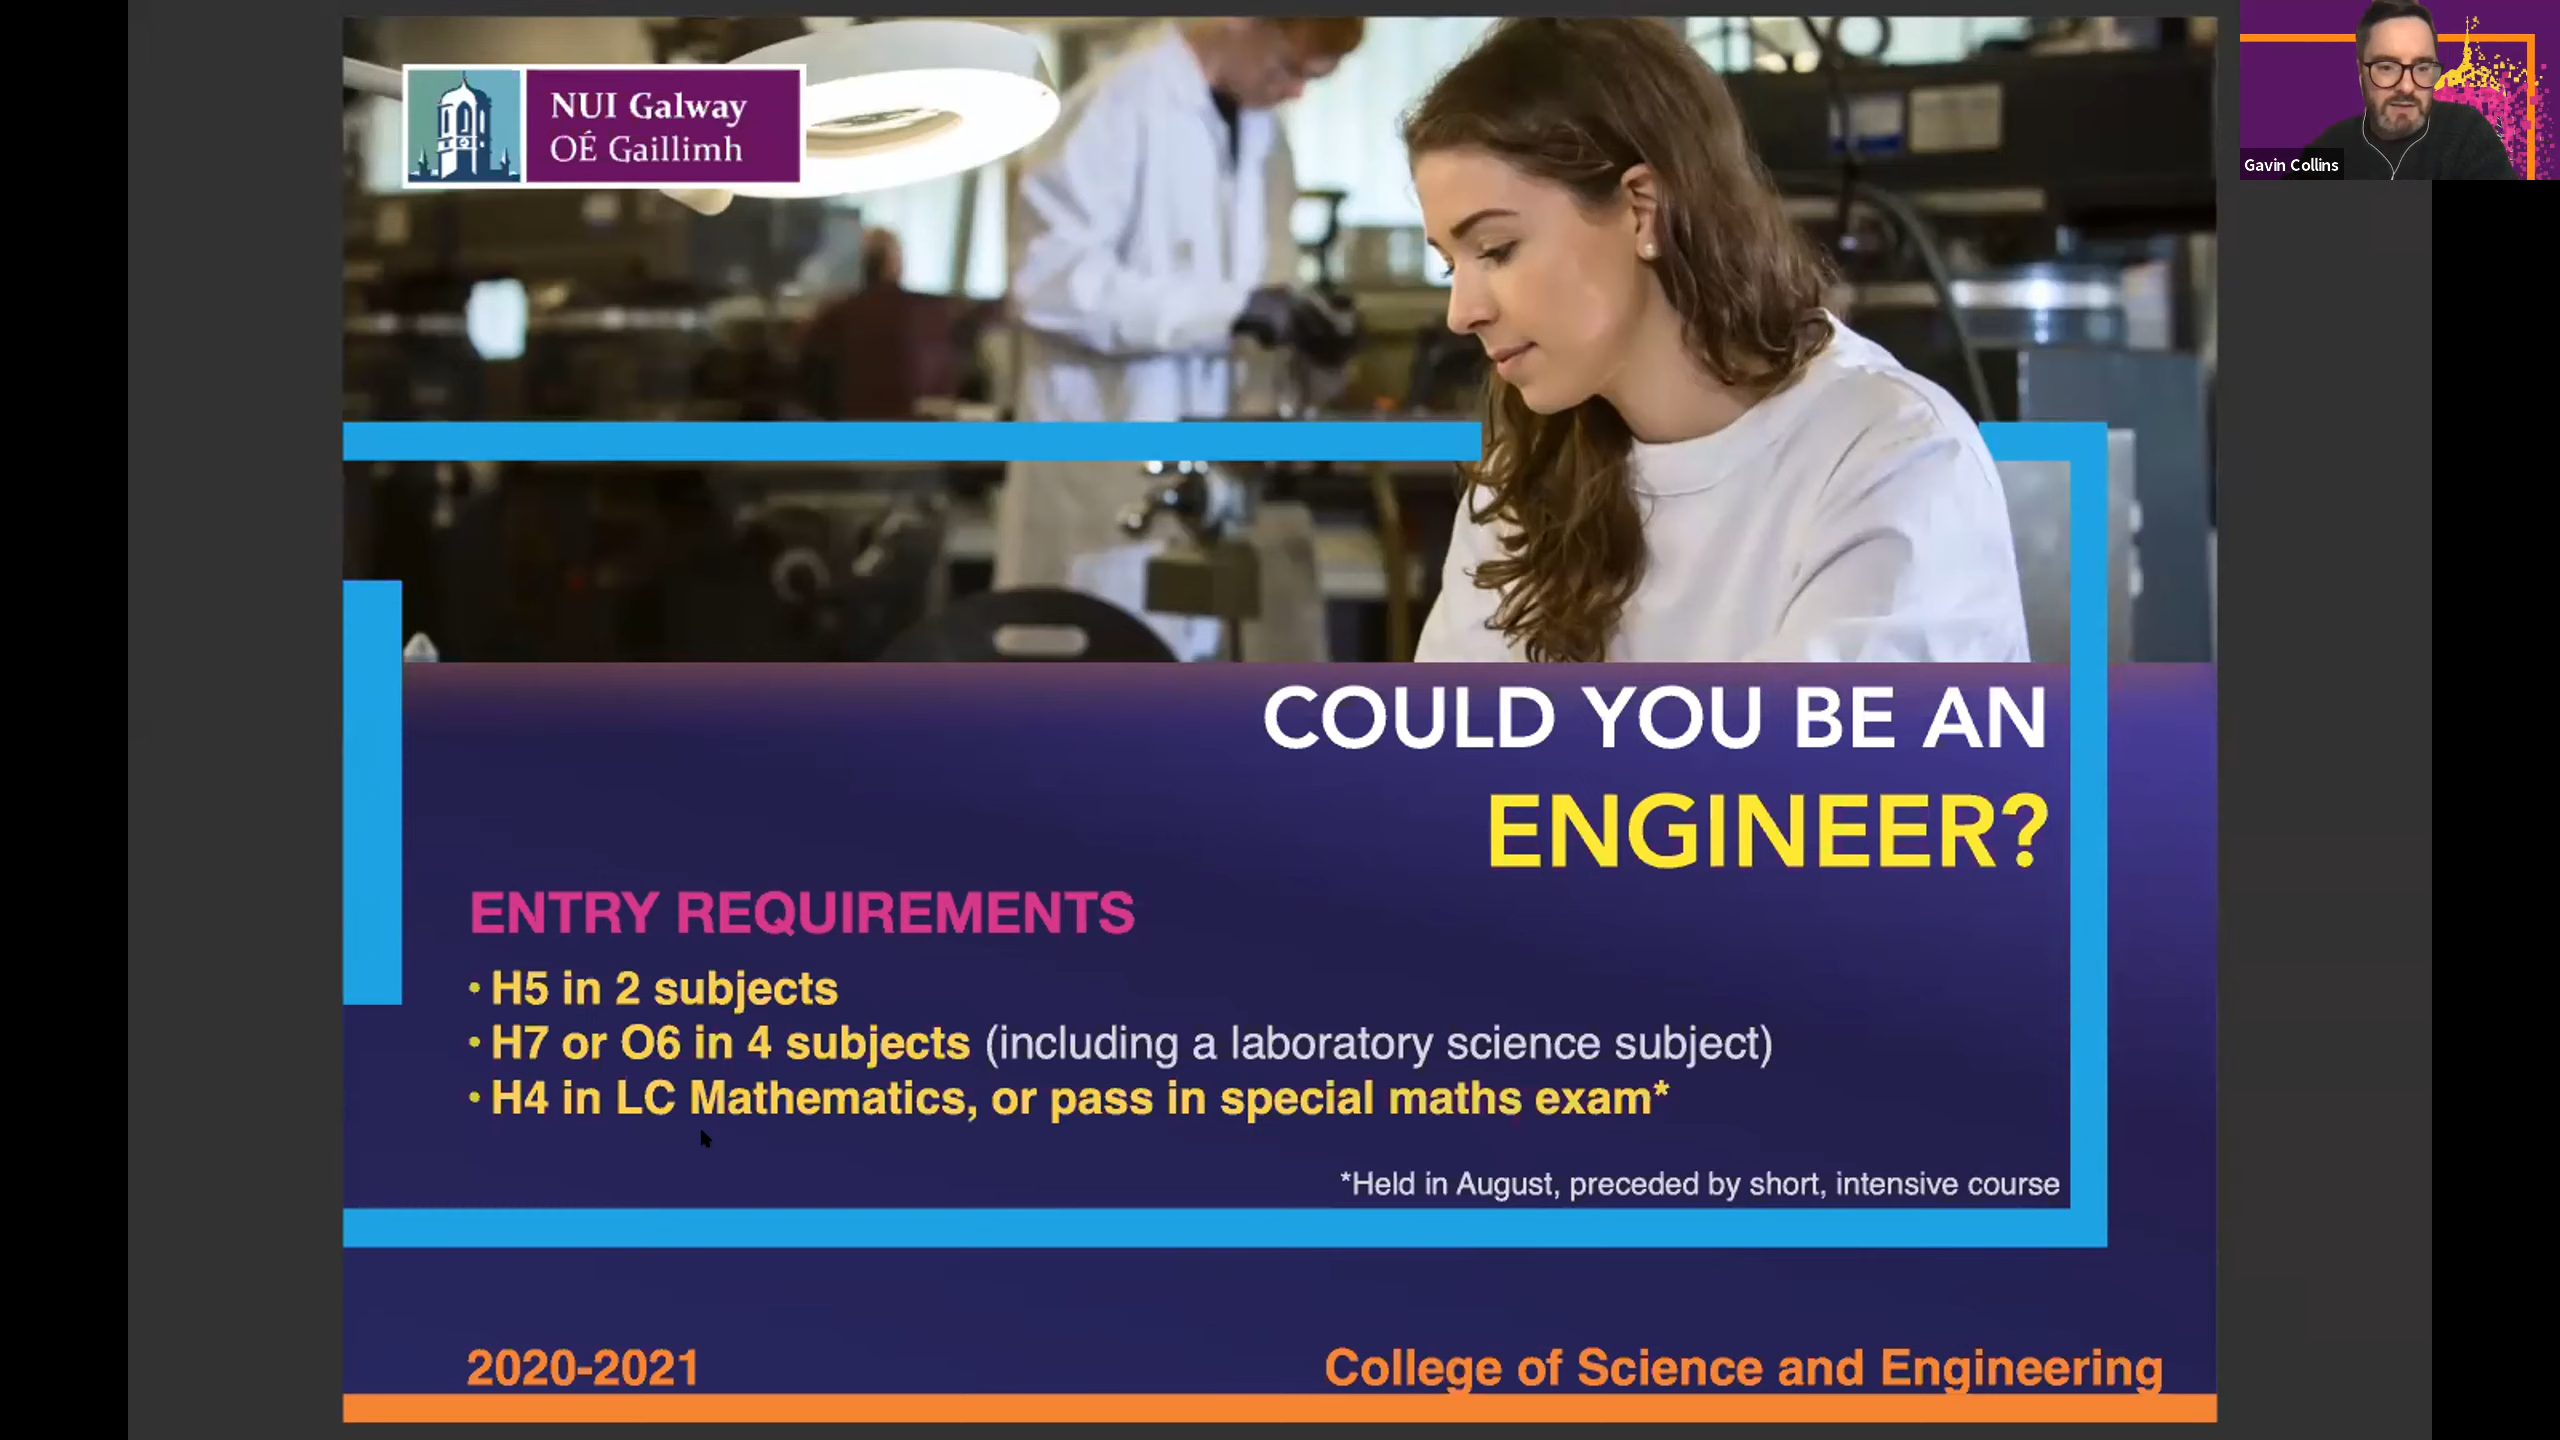 NUI Galway
OÉ Gaillimh
Gavin Collins
COULD YOU BE AN
ENGINEER?
ENTRY REQUIREMENTS
• H5 in 2 subjects
• H7 or O6 in 4 subjects (including a laboratory science subject)
• H4 in LC Mathematics, or pass in special maths exam*
*Held in August, preceded by short, intensive course
2020-2021
College of Science and Engineering